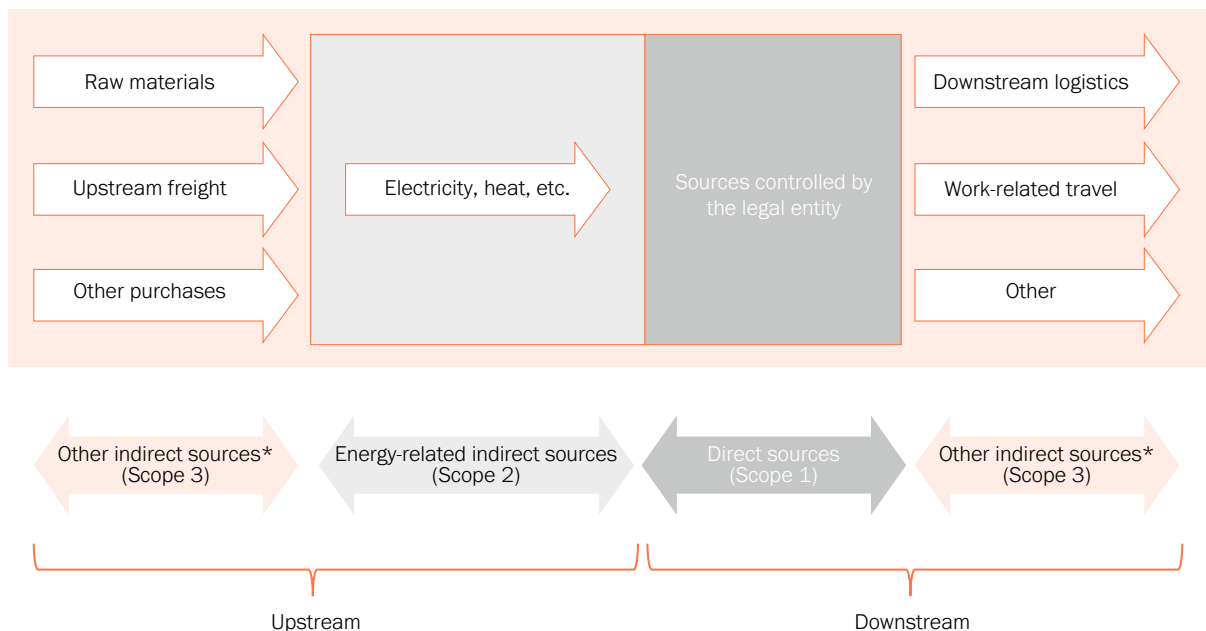 Raw materials
Upstream freight
Other purchases
Electricity, heat, etc.
Sources controlled by
the legal entity
Downstream logistics
Work-related travel
Other
Other indirect sources*
(Scope 3)
Energy-related indirect sources
(Scope 2)
Direct sources
(Scope 1)
Other indirect sources*
(Scope 3)
Upstream
Downstream